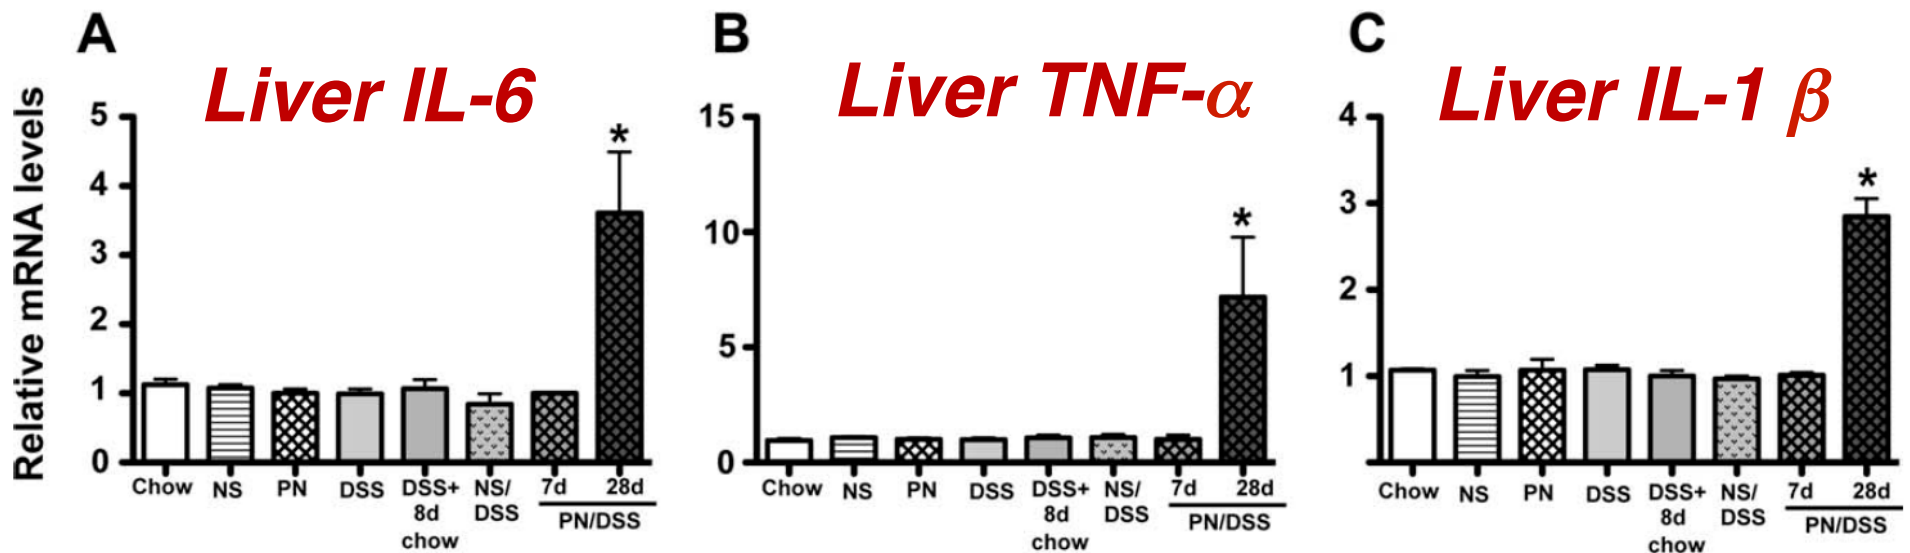 A
Liver IL-6
Relative mRNA levels
5
4
3
2
1
0
*
Chow
NS
PN
DSS
DSS+
8d
chow
NS/
DSS
7d
28d
PN/DSS
B
Liver TNF-α
15
10
5
0
*
Chow
NS
PN
DSS
DSS+
8d
chow
NS/
DSS
7d
28d
PN/DSS
C
Liver IL-1 β
4
3
2
1
*
Chow
NS
PN
DSS
DSS+
8d
chow
NS/
DSS
7d
28d
PN/DSS